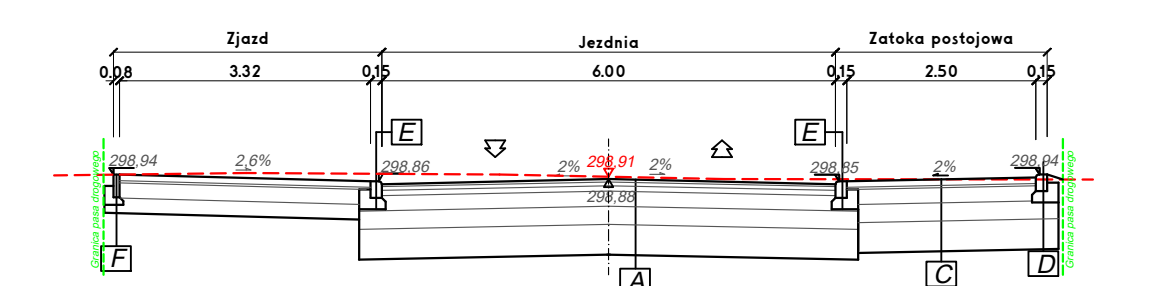 Zjazd
Jezdnia
Zatoka postojowa
0.08
3.32
0,15
6.00
0,15
2.50
0,15
E
E
298,94
2,6%
298,86
2%
298,91
2%
298,85
2%
298,94
298,88
Granica pasa drogowego
Granica pasa drogowego
F
A
C
D